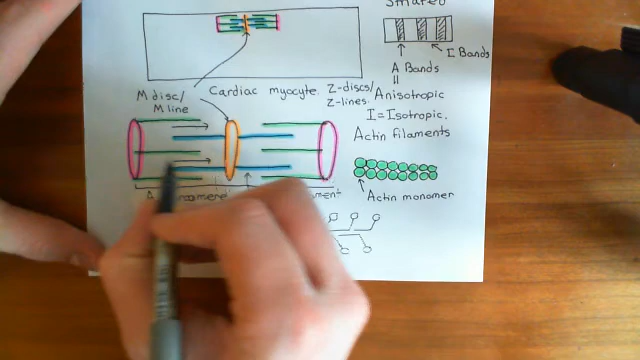 Striated
I Bands
A Bands
Anisotropic
I = Isotropic.
M disc/
M line
Cardiac myocyte.
Z-discs/
Z-lines.
Actin filaments
Actin monomer